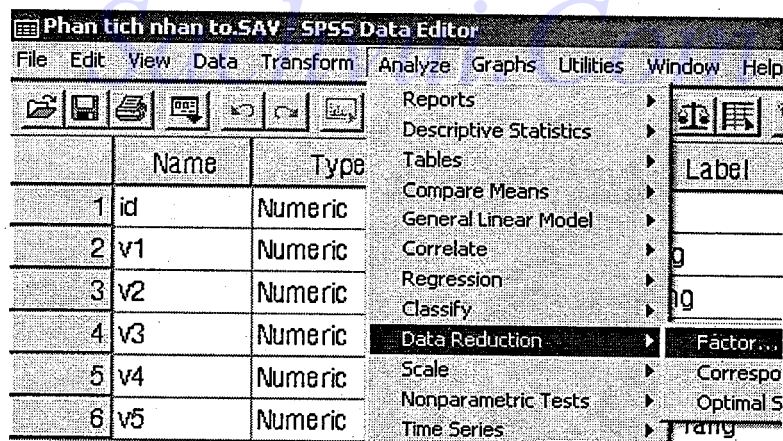 Phan tich nhan to.SAV - SPSS Data Editor
File Edit View Data Transform Analyze Graphs Utilities Window Help
Reports
Descriptive Statistics
Name Type Tables Label
Compare Means
1 id Numeric
General Linear Model
2 v1 Numeric Correlate g
Regression
3 v2 Numeric ng
Classify
4 v3 Numeric Data Reduction Factor...
5 v4 Numeric Scale Correspo
Nonparametric Tests Optimal S
6 v5 Numeric Time Series rang